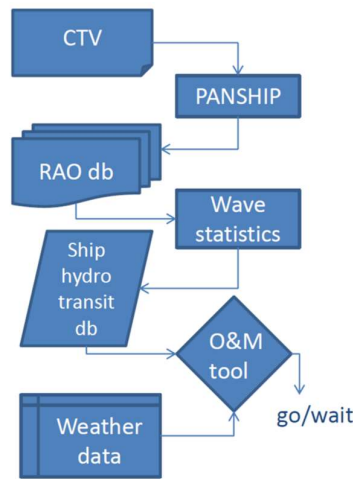 CTV
PANSHIP
RAO db
Wave
statistics
Ship
hydro
transit
db
O&M
tool
go/wait
Weather
data